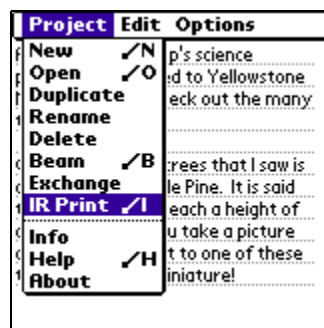 Project Edit Options
New ⁄N
Open ⁄O
Duplicate
Rename
Delete
Beam ⁄B
Exchange
IR Print ⁄I
Info
Help ⁄H
About
p's science
d to Yellowstone
eck out the many
trees that I saw is
le Pine. It is said
each a height of
u take a picture
t to one of these
iniature!